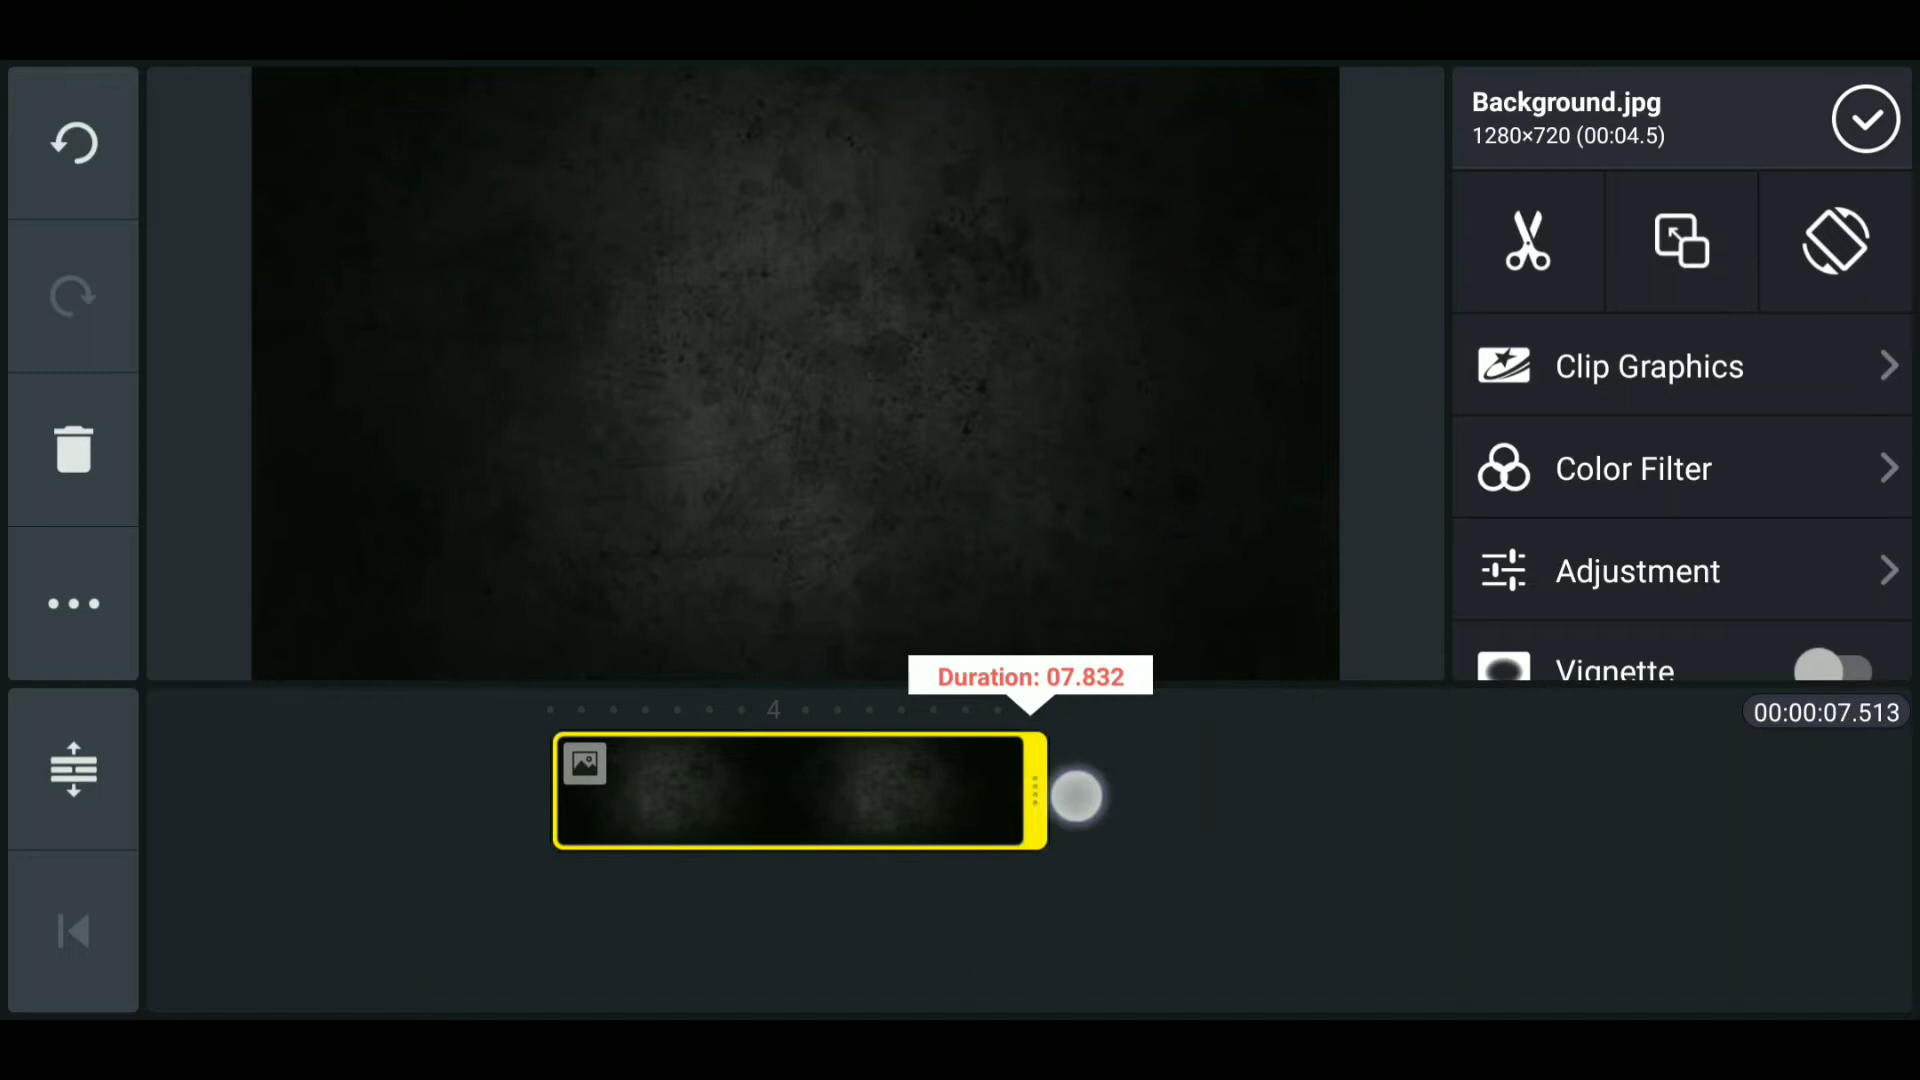 Background.jpg
1280×720 (00:04.5)
Clip Graphics
Color Filter
Adjustment
Vignette
Duration: 07.832
4
00:00:07.513